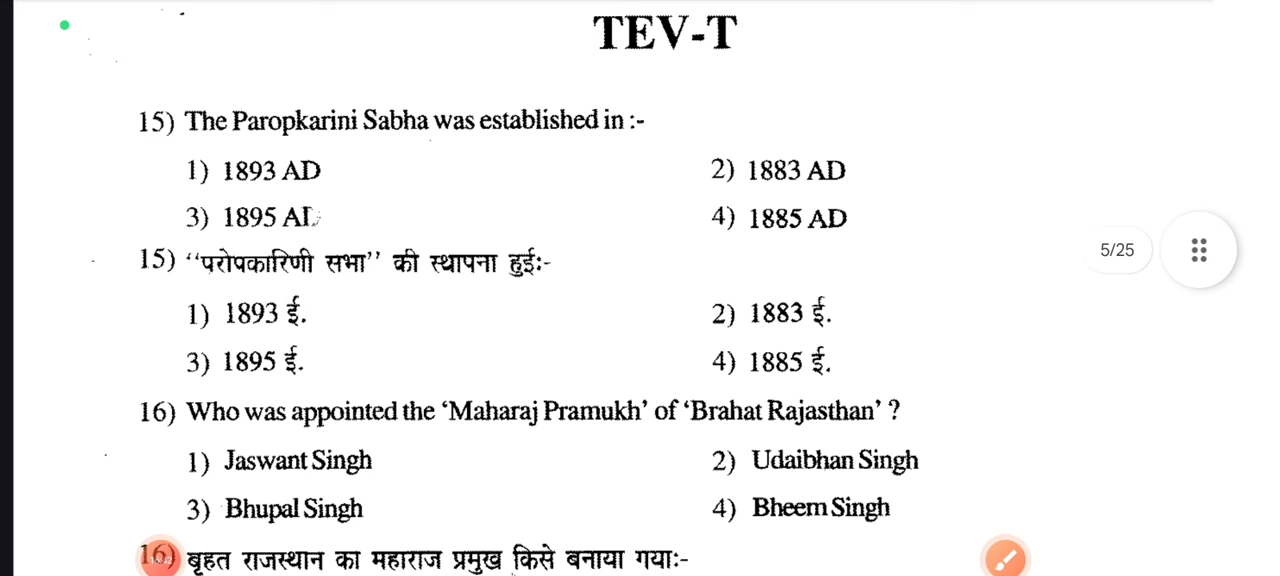 TEV-T
15) The Paropkarini Sabha was established in :-
1) 1893 AD 2) 1883 AD
3) 1895 AD 4) 1885 AD
15) ‘‘परोपकारिणी सभा’’ की स्थापना हुई:-
1) 1893 ई. 2) 1883 ई.
3) 1895 ई. 4) 1885 ई.
5/25
16) Who was appointed the ‘Maharaj Pramukh’ of ‘Brahat Rajasthan’ ?
1) Jaswant Singh 2) Udaibhan Singh
3) Bhupal Singh 4) Bheem Singh
16) बृहत राजस्थान का महाराज प्रमुख किसे बनाया गया:-